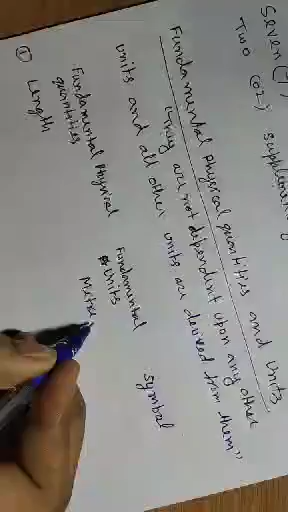 Seven (7)
Two (02) supplementary
Fundamental physical quantities and units
"They are not dependent upon any other
units and all other units are derived from them"
Fundamental Physical quantities
Fundamental units
Symbol
① Length
Metre